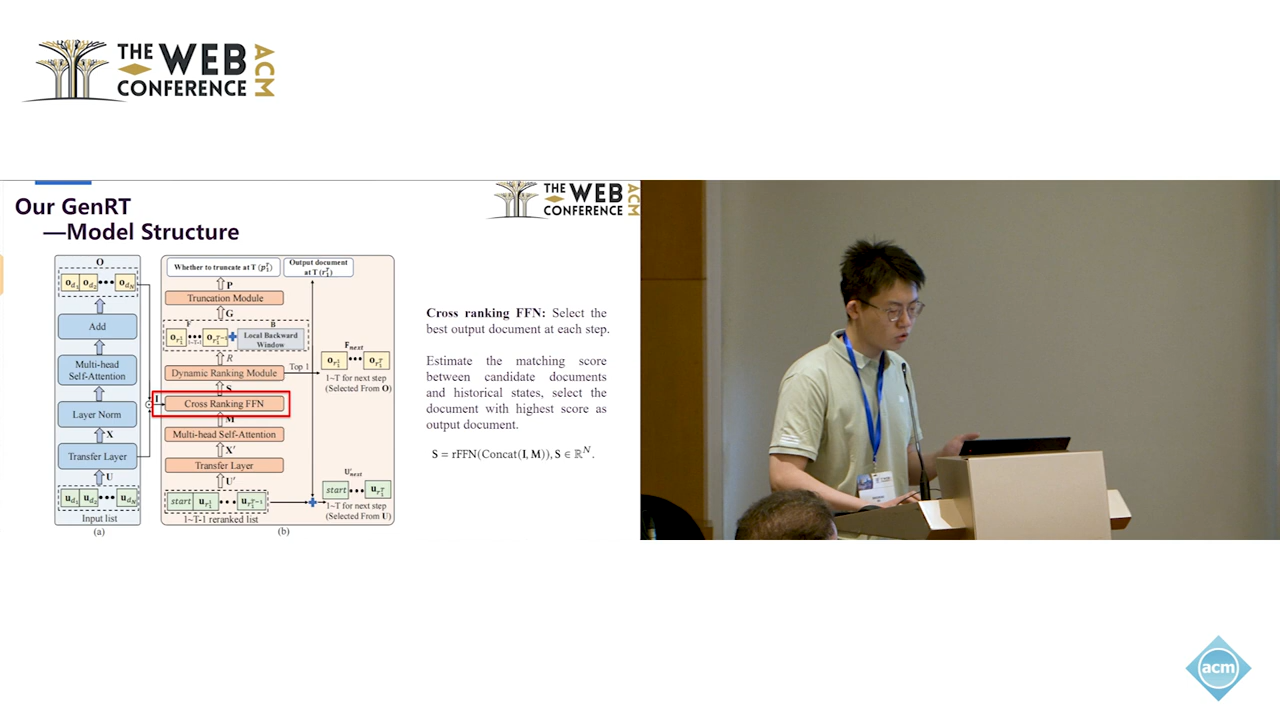 THE WEB
CONFERENCE
ACM
THE WEB
CONFERENCE
ACM
Our GenRT
—Model Structure
O
Whether to truncate at T
Output document
at T
P
Truncation Module
G
F
B
Local Backward
Window
1~T-1
Add
R
Top 1
F_next
1~T for next step
(Selected From O)
Dynamic Ranking Module
S
Multi-head
Self-Attention
I
Cross Ranking FFN
M
Layer Norm
Multi-head Self-Attention
X
X'
Transfer Layer
Transfer Layer
U
U'
U'_next
start
start
1~T for next step
(Selected From U)
Input list
1~T-1 reranked list
(a)
(b)
Cross ranking FFN: Select the
best output document at each step.
Estimate the matching score
between candidate documents
and historical states, select the
document with highest score as
output document.
S = rFFN(Concat(I, M)), S ∈ ℝ^N.
acm